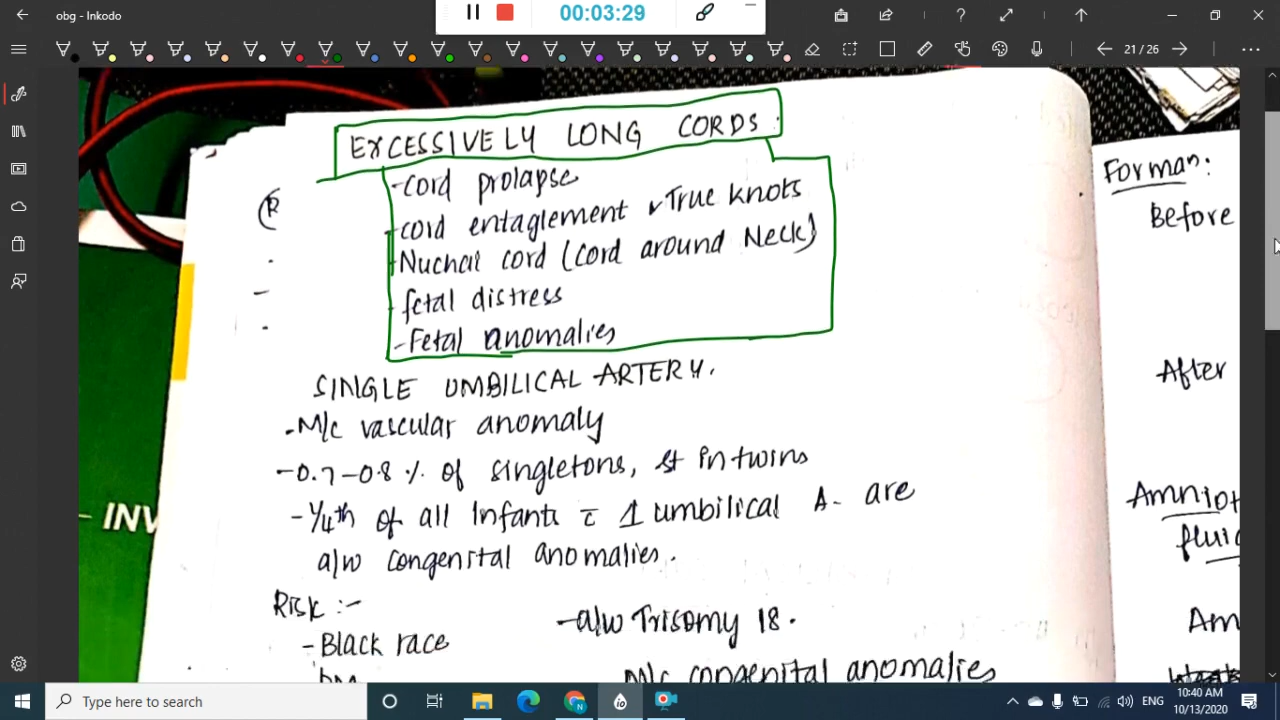 obg - Inkodo
00:03:29
21 / 26
EXCESSIVELY LONG CORDS.
-Cord prolapse
-cord entaglement True knots
-Nuchal cord (cord around Neck)
-fetal distress
-Fetal anomalies
SINGLE UMBILICAL ARTERY.
-M/c vascular anomaly
-0.7-0.8 % of singletons, in twins
-1/4th of all Infants c̄ 1 umbilical A. are
a/w congenital anomalies.
Risk :-
-Black race
-a/w Trisomy 18.
DM
M/c congenital anomalies
- INV
Forman:
Before
After
Amniot
fluid
Am
Type here to search
ENG
10:40 AM
10/13/2020